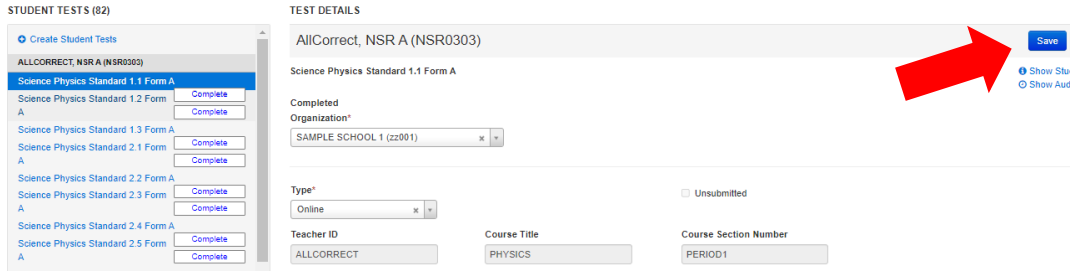 STUDENT TESTS (82)
Create Student Tests
ALLCORRECT, NSR A (NSR0303)
Science Physics Standard 1.1 Form A
Complete
Science Physics Standard 1.2 Form
A
Complete
Science Physics Standard 1.3 Form A
Complete
Science Physics Standard 2.1 Form
A
Complete
Science Physics Standard 2.2 Form A
Complete
Science Physics Standard 2.3 Form
A
Complete
Science Physics Standard 2.4 Form A
Complete
Science Physics Standard 2.5 Form
A
Complete
TEST DETAILS
AllCorrect, NSR A (NSR0303)
Save
Science Physics Standard 1.1 Form A
Show Stu
Show Aud
Completed
Organization*
SAMPLE SCHOOL 1 (zz001)
Type*
Unsubmitted
Online
Teacher ID Course Title Course Section Number
ALLCORRECT PHYSICS PERIOD1